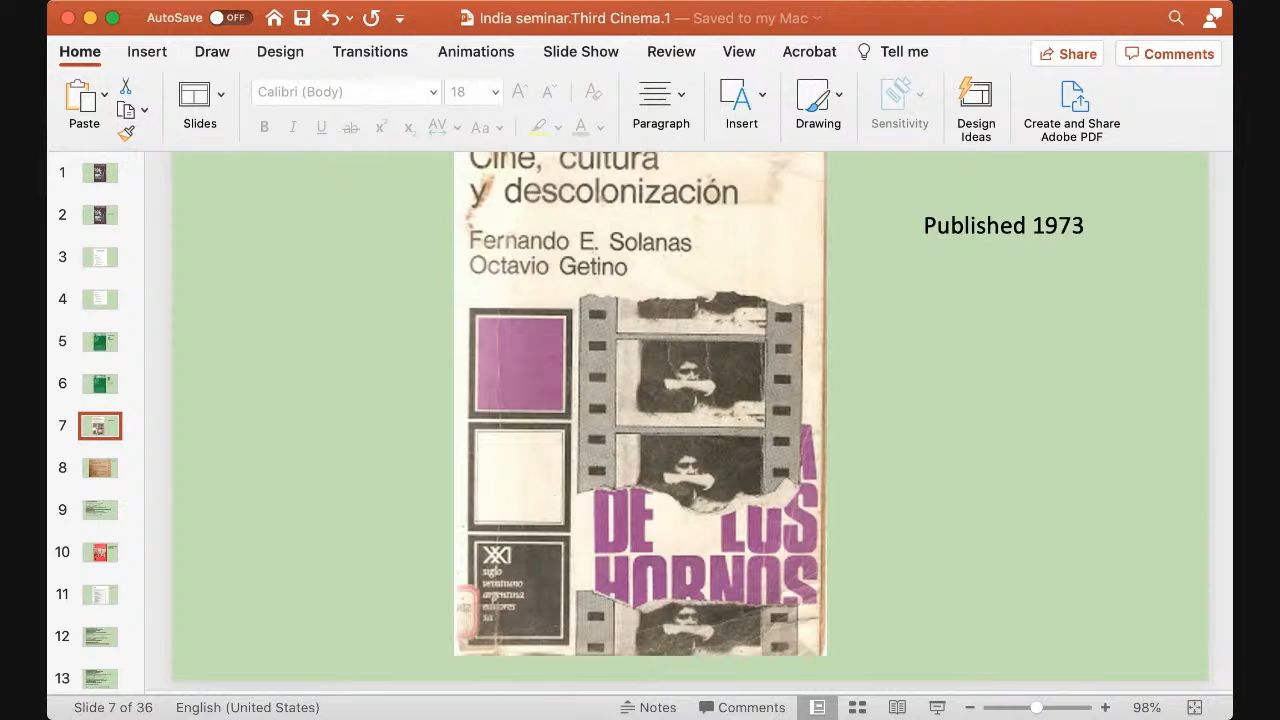 AutoSave OFF India seminar.Third Cinema.1 — Saved to my Mac
Home Insert Draw Design Transitions Animations Slide Show Review View Acrobat Tell me Share Comments
Paste Slides Calibri (Body) 18 Paragraph Insert Drawing Sensitivity Design Ideas Create and Share Adobe PDF
1
2
3
4
5
6
7
8
9
10
11
12
13
Cine, cultura
y descolonización
Fernando E. Solanas
Octavio Getino
Published 1973
A
DE LOS
HORNOS
siglo
veintiuno
argentina
editores
sa
Slide 7 of 36 English (United States) Notes Comments 98%